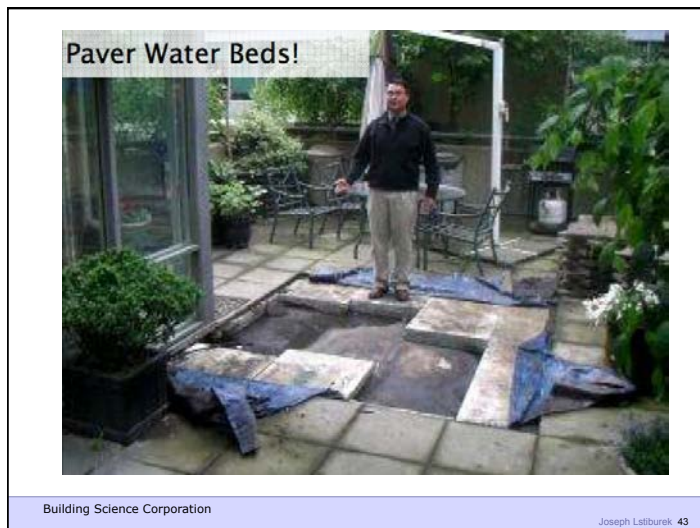 Paver Water Beds!
Building Science Corporation
Joseph Lstiburek 43